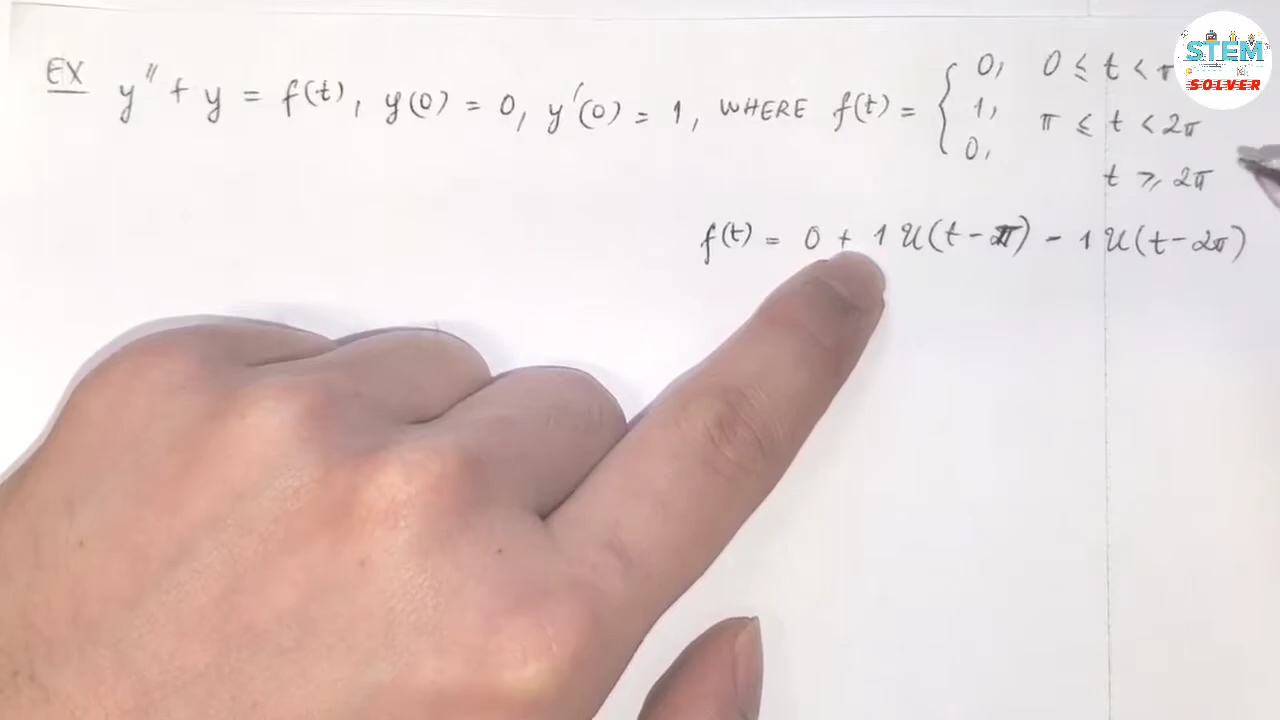 EX y'' + y = f(t), y(0) = 0, y'(0) = 1, WHERE f(t) = { 0, 0 ≤ t < π
1, π ≤ t < 2π
0, t ≥ 2π
f(t) = 0 + 1 U(t - π) - 1 U(t - 2π)
STEM
SOLVER